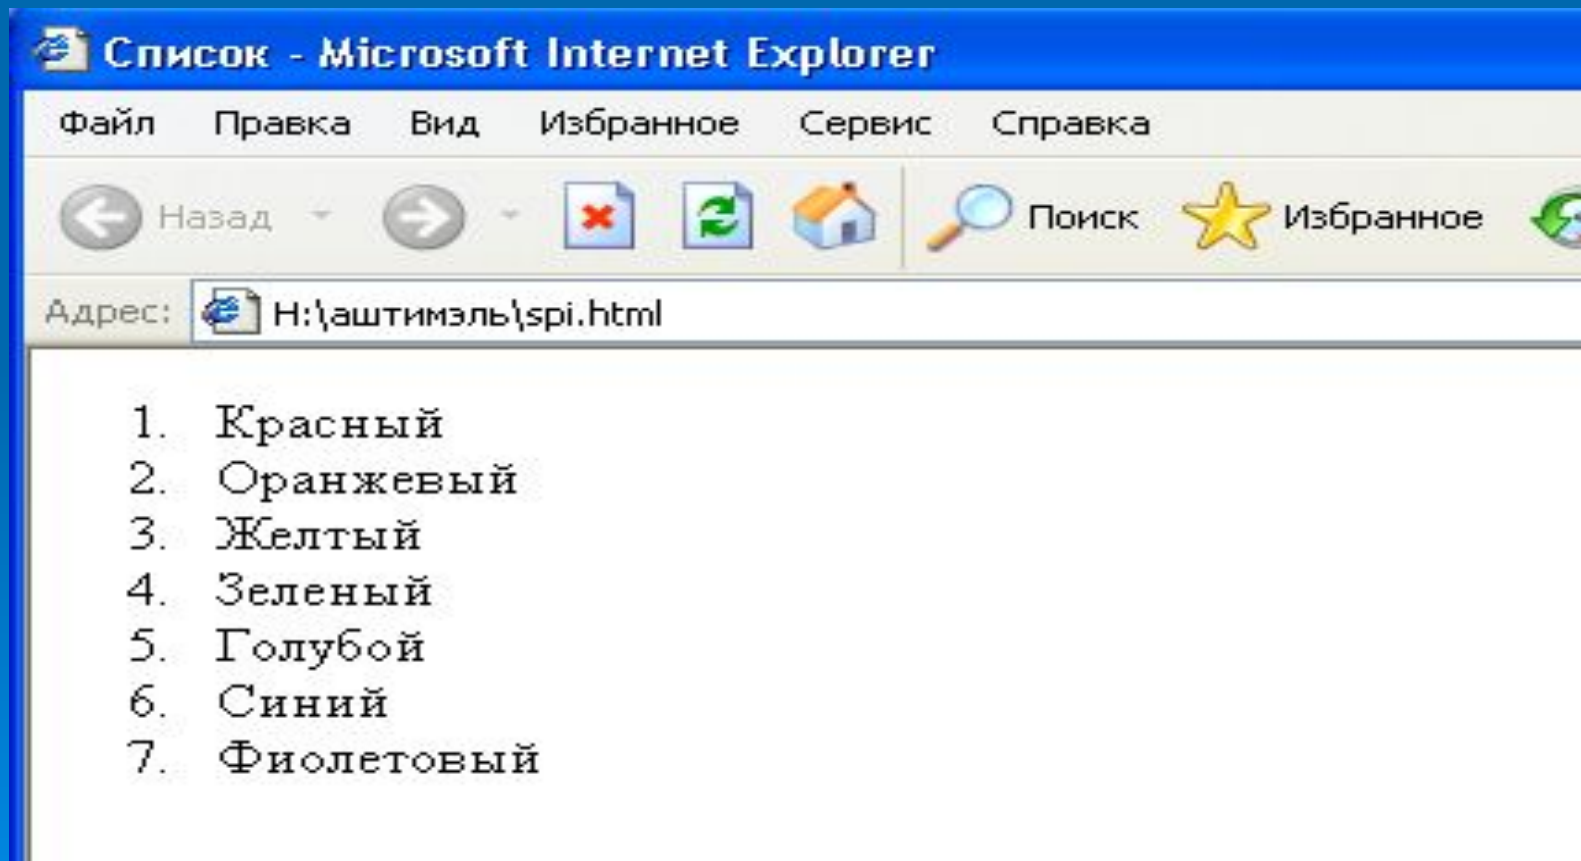 Список - Microsoft Internet Explorer
Файл Правка Вид Избранное Сервис Справка
Назад Поиск Избранное
Адрес: H:\аштимэль\spi.html
1. Красный
2. Оранжевый
3. Желтый
4. Зеленый
5. Голубой
6. Синий
7. Фиолетовый